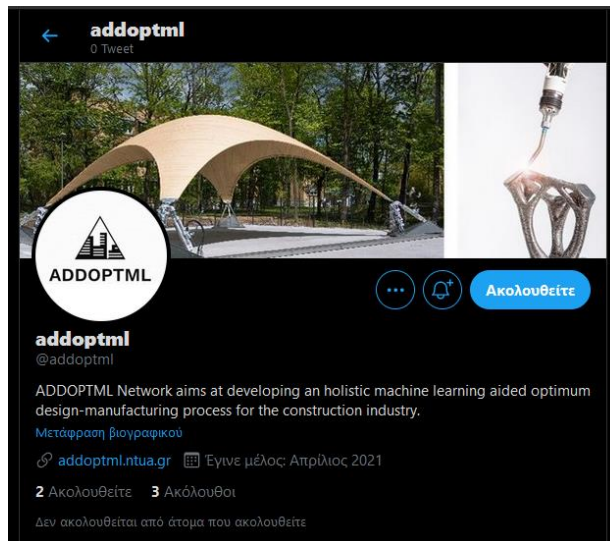 addoptml
0 Tweet
ADDOPTML
Ακολουθείτε
addoptml
@addoptml
ADDOPTML Network aims at developing an holistic machine learning aided optimum
design-manufacturing process for the construction industry.
Μετάφραση βιογραφικού
addoptml.ntua.gr Έγινε μέλος: Απρίλιος 2021
2 Ακολουθείτε 3 Ακόλουθοι
Δεν ακολουθείται από άτομα που ακολουθείτε